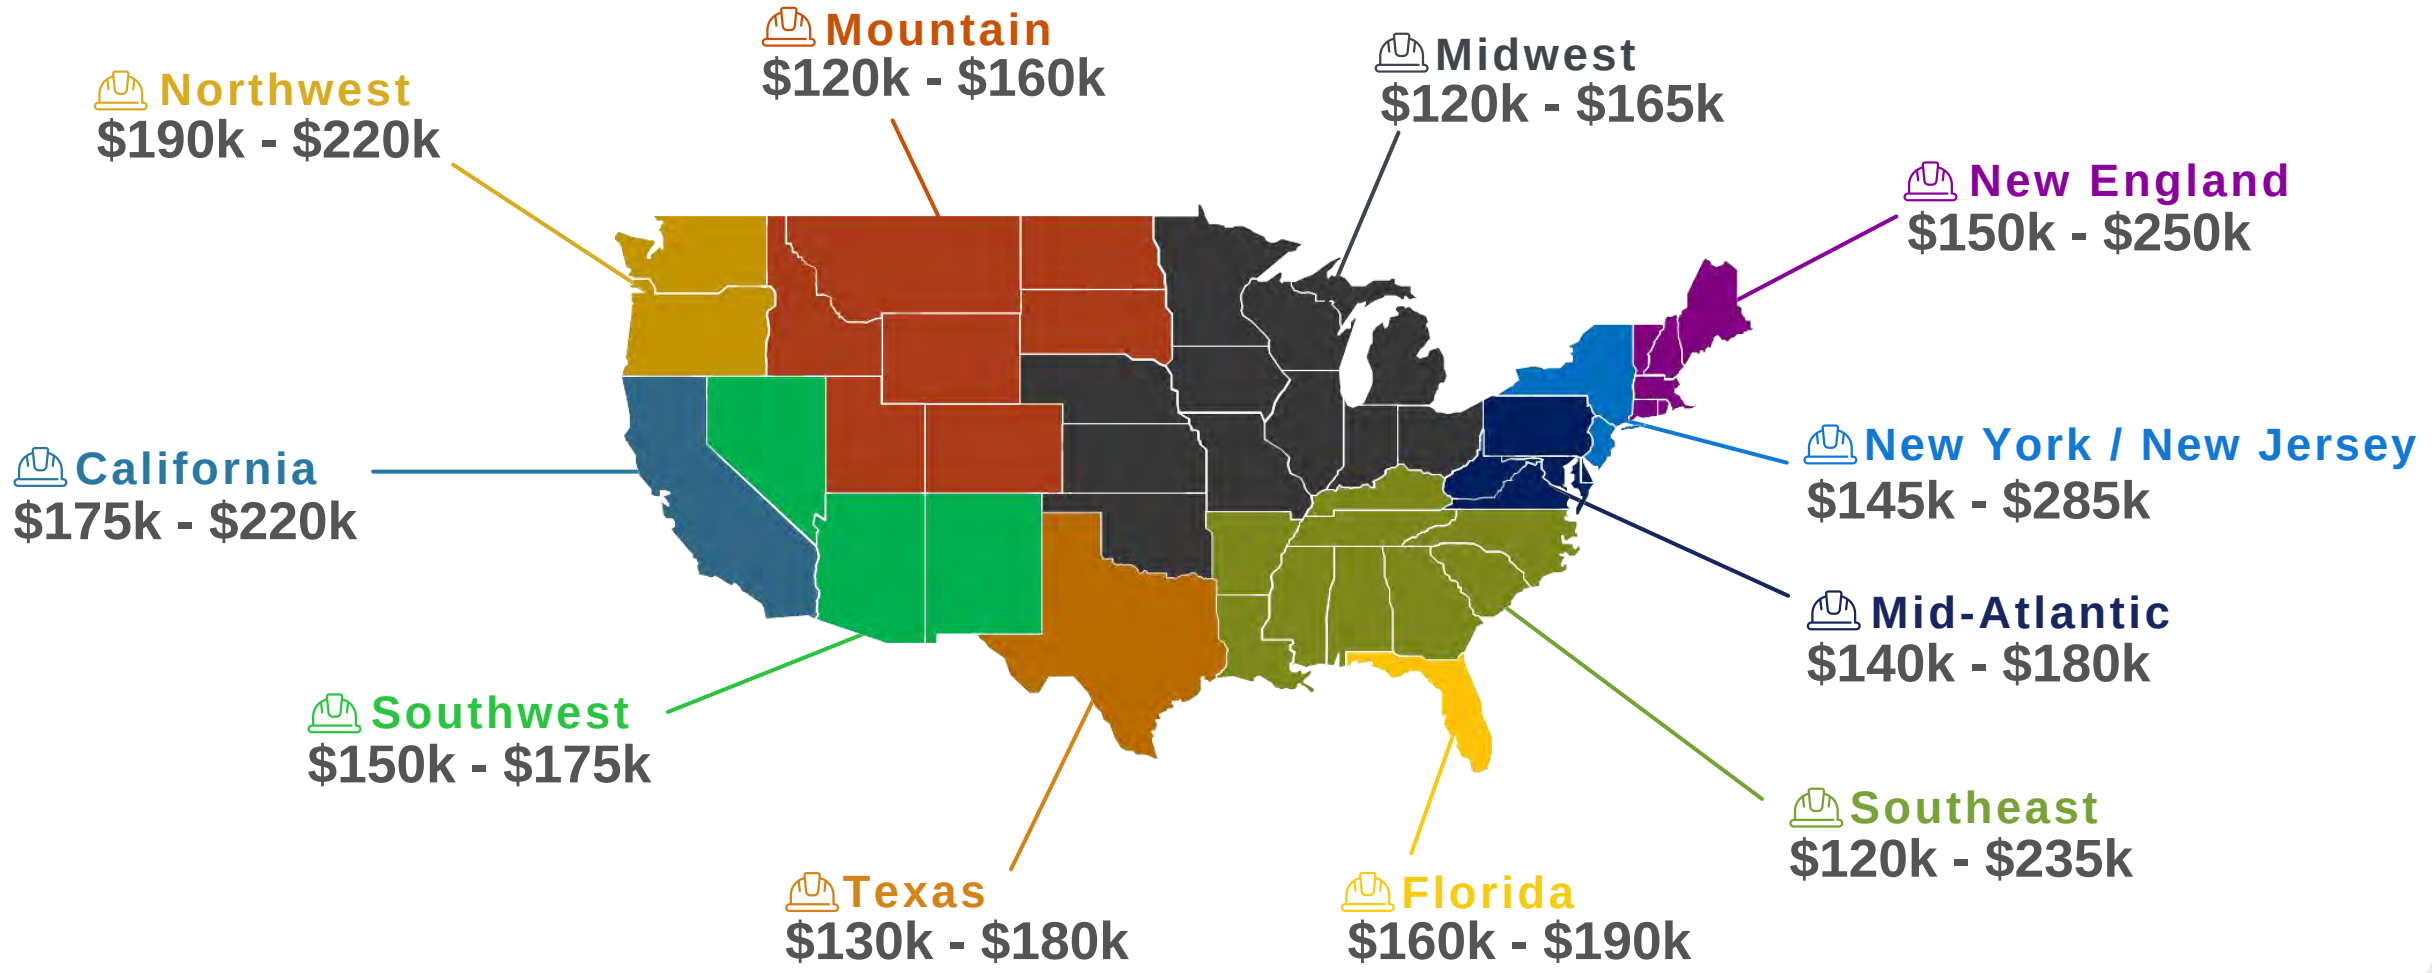 Mountain
$120k - $160k
Midwest
$120k - $165k
Northwest
$190k - $220k
New England
$150k - $250k
New York / New Jersey
$145k - $285k
California
$175k - $220k
Mid-Atlantic
$140k - $180k
Southwest
$150k - $175k
Southeast
$120k - $235k
Texas
$130k - $180k
Florida
$160k - $190k